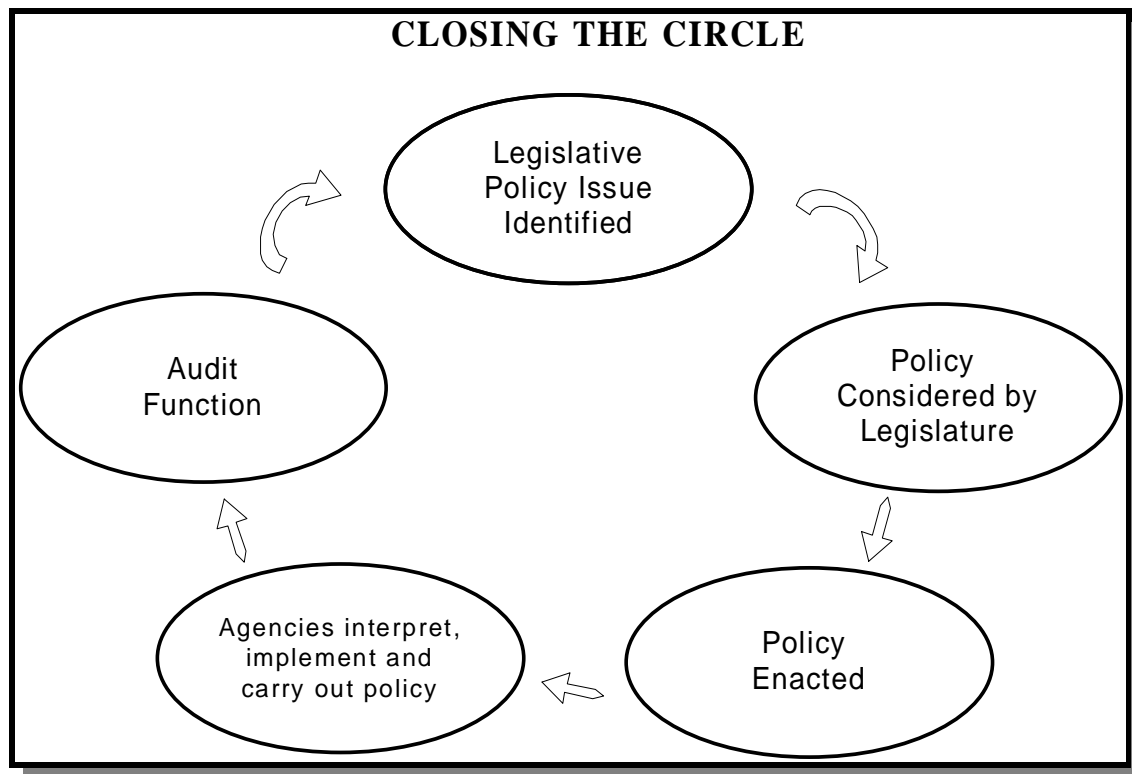 CLOSING THE CIRCLE
Legislative
Policy Issue
Identified
Policy
Considered by
Legislature
Policy
Enacted
Agencies interpret,
implement and
carry out policy
Audit
Function